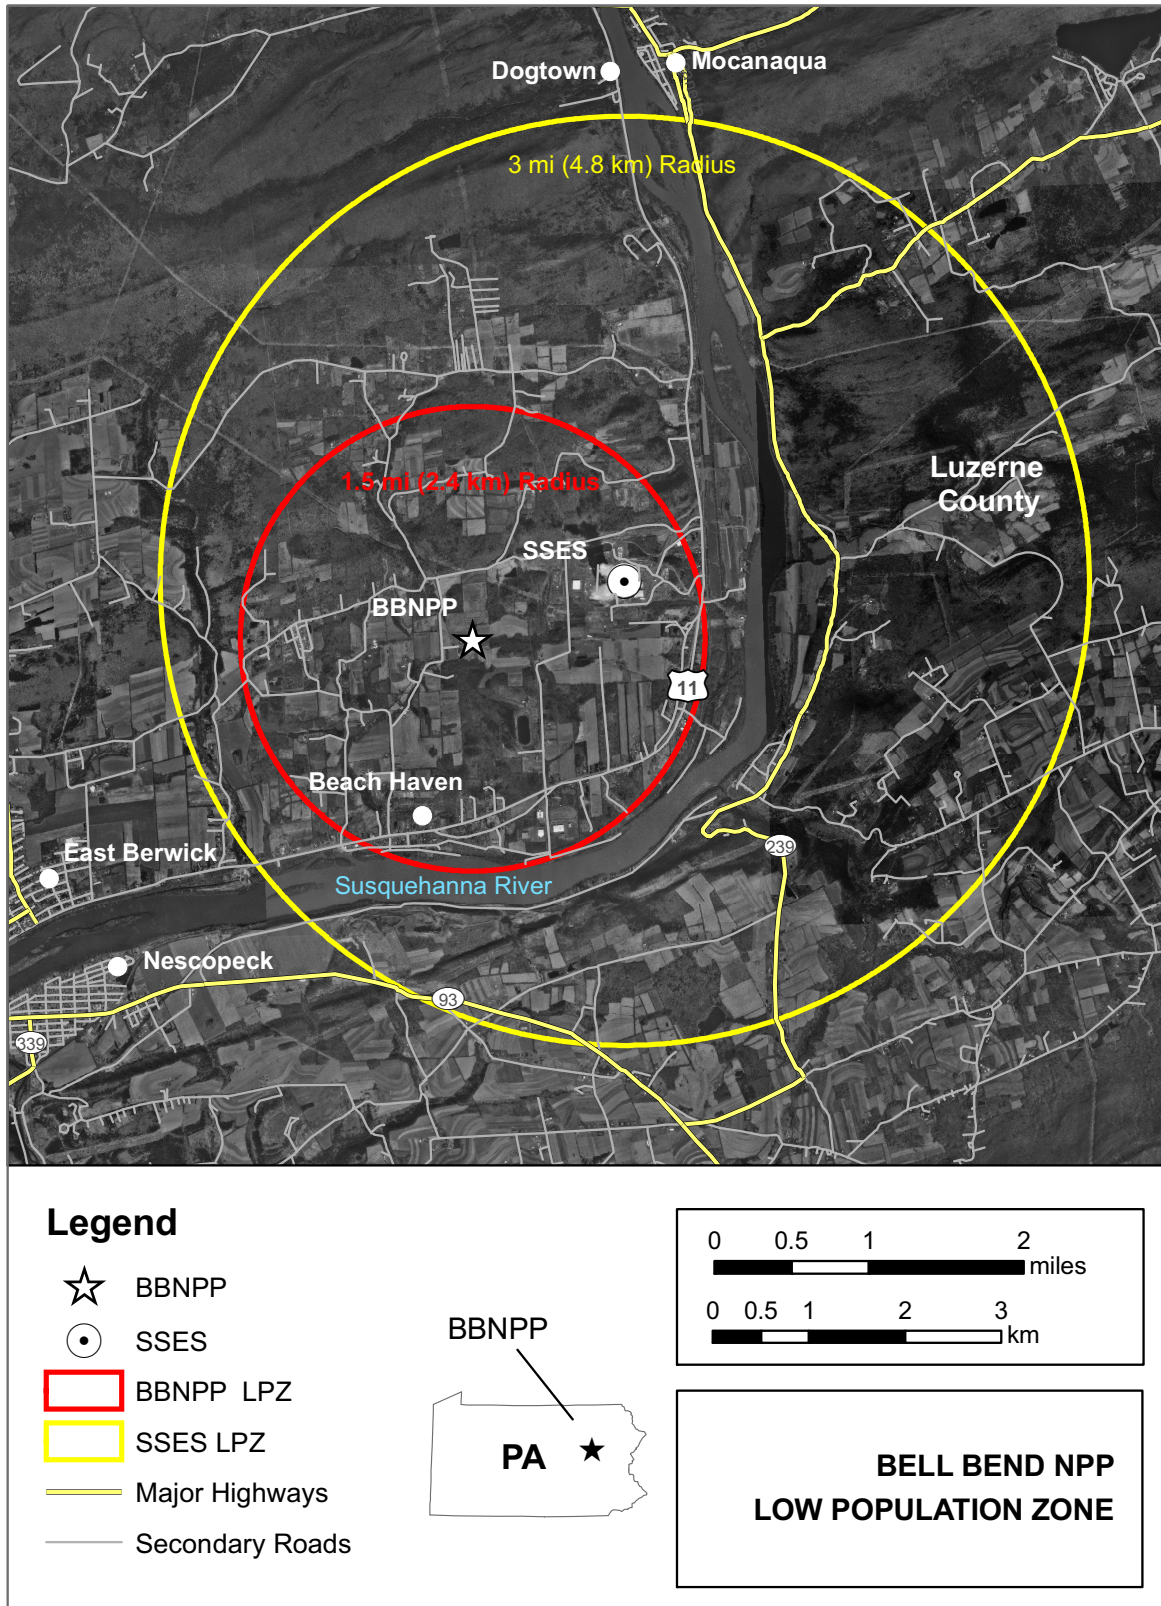 Dogtown
Mocanaqua
3 mi (4.8 km) Radius
Luzerne
County
1.5 mi (2.4 km) Radius
SSES
BBNPP
11
Beach Haven
East Berwick
239
Susquehanna River
Nescopeck
93
339
Legend
BBNPP
SSES
BBNPP LPZ
SSES LPZ
Major Highways
Secondary Roads
BBNPP
PA
0 0.5 1 2
miles
0 0.5 1 2 3
km
BELL BEND NPP
LOW POPULATION ZONE